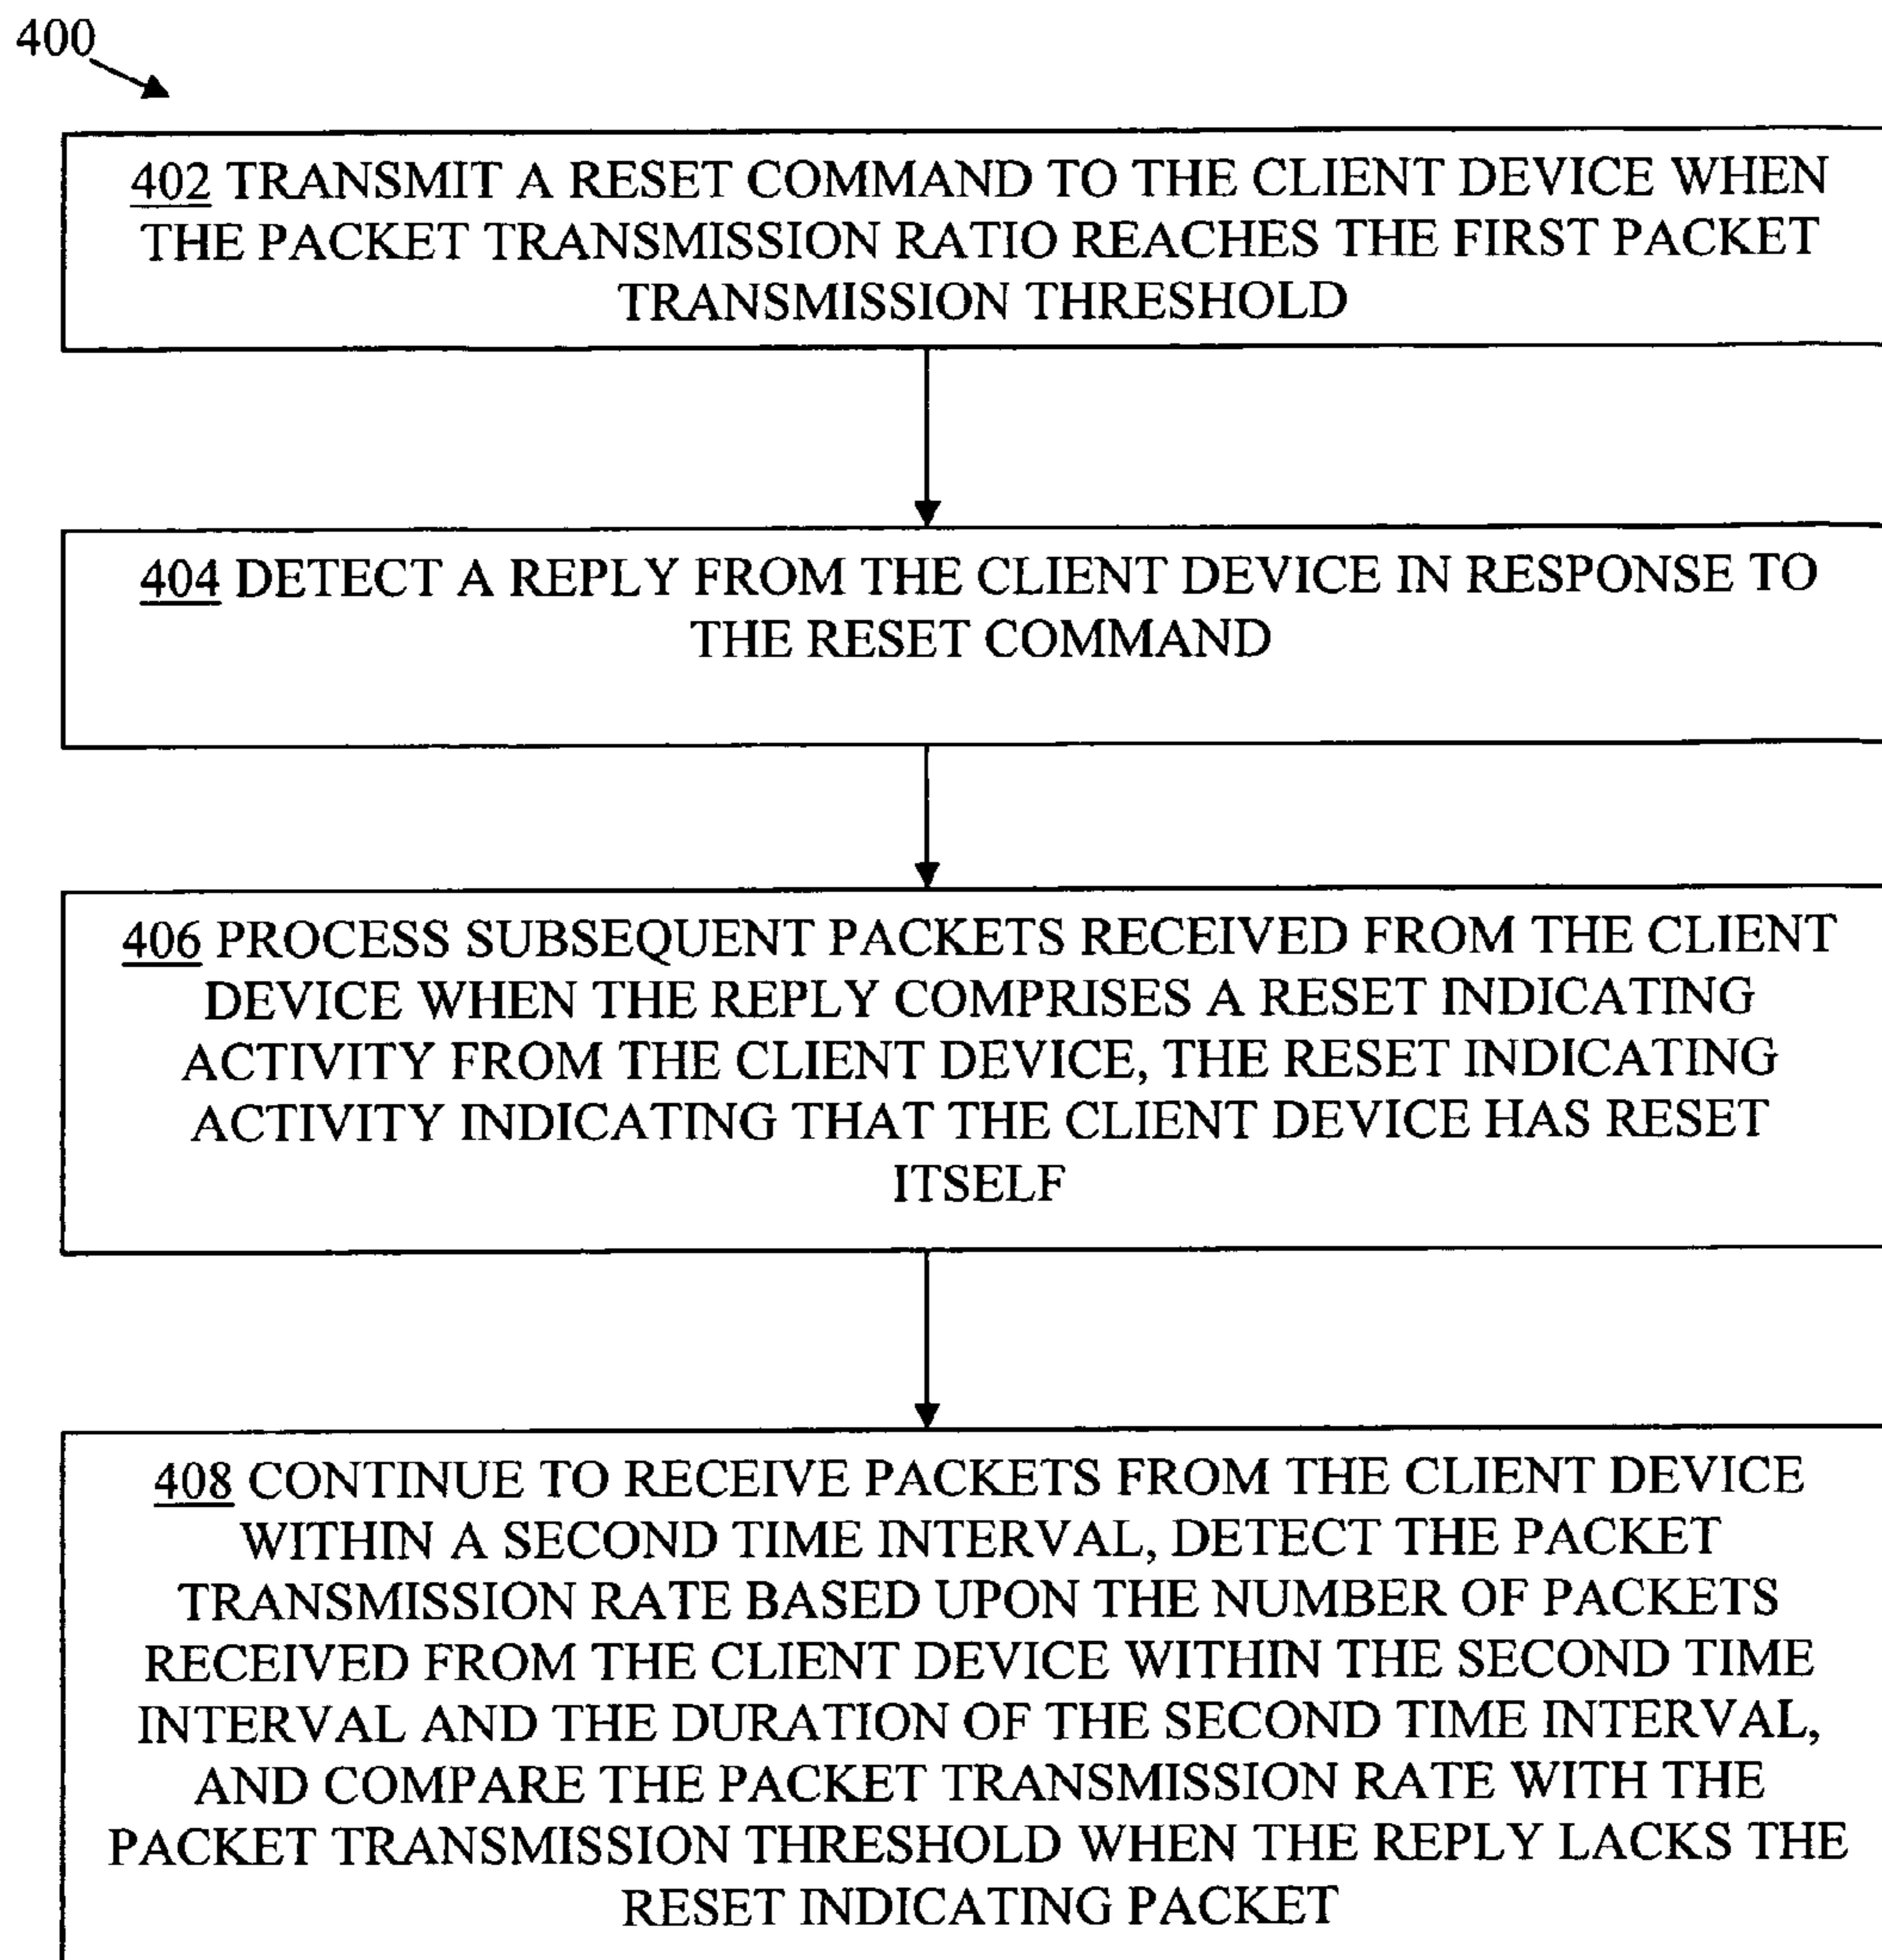 400
402 TRANSMIT A RESET COMMAND TO THE CLIENT DEVICE WHEN
THE PACKET TRANSMISSION RATIO REACHES THE FIRST PACKET
TRANSMISSION THRESHOLD
404 DETECT A REPLY FROM THE CLIENT DEVICE IN RESPONSE TO
THE RESET COMMAND
406 PROCESS SUBSEQUENT PACKETS RECEIVED FROM THE CLIENT
DEVICE WHEN THE REPLY COMPRISES A RESET INDICATING
ACTIVITY FROM THE CLIENT DEVICE, THE RESET INDICATING
ACTIVITY INDICATING THAT THE CLIENT DEVICE HAS RESET
ITSELF
408 CONTINUE TO RECEIVE PACKETS FROM THE CLIENT DEVICE
WITHIN A SECOND TIME INTERVAL, DETECT THE PACKET
TRANSMISSION RATE BASED UPON THE NUMBER OF PACKETS
RECEIVED FROM THE CLIENT DEVICE WITHIN THE SECOND TIME
INTERVAL AND THE DURATION OF THE SECOND TIME INTERVAL,
AND COMPARE THE PACKET TRANSMISSION RATE WITH THE
PACKET TRANSMISSION THRESHOLD WHEN THE REPLY LACKS THE
RESET INDICATING PACKET